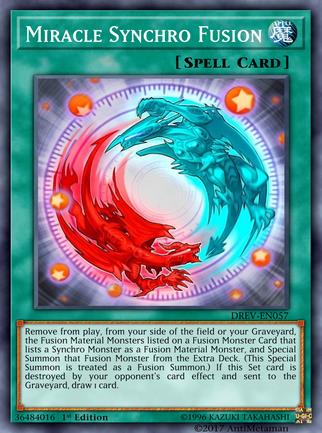 Miracle Synchro Fusion
[Spell Card]
DREV-EN057
Remove from play, from your side of the field or your Graveyard,
the Fusion Material Monsters listed on a Fusion Monster Card that
lists a Synchro Monster as a Fusion Material Monster, and Special
Summon that Fusion Monster from the Extra Deck. (This Special
Summon is treated as a Fusion Summon.) If this Set card is
destroyed by your opponent's card effect and sent to the
Graveyard, draw 1 card.
36484016 1st Edition ©1996 KAZUKI TAKAHASHI
©2017 AntiMetaman